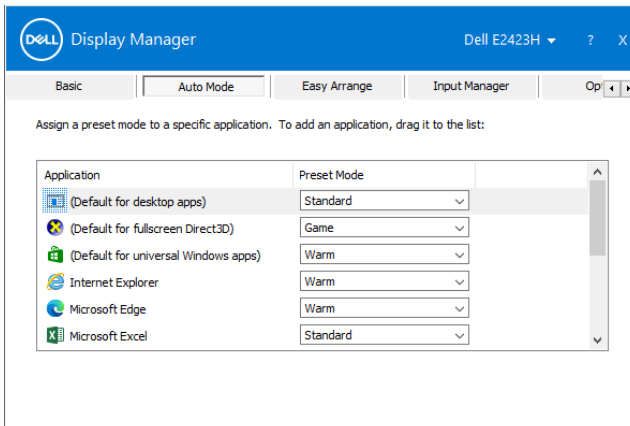 DELL Display Manager Dell E2423H ? X
Basic Auto Mode Easy Arrange Input Manager
Assign a preset mode to a specific application. To add an application, drag it to the list:
Application Preset Mode
(Default for desktop apps) Standard
(Default for fullscreen Direct3D) Game
(Default for universal Windows apps) Warm
Internet Explorer Warm
Microsoft Edge Warm
Microsoft Excel Standard